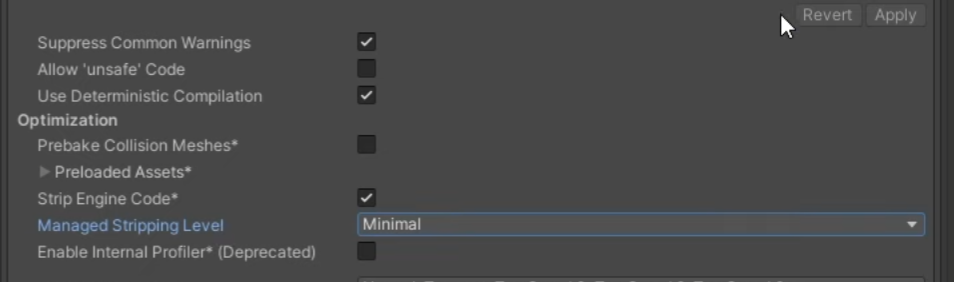 Revert Apply
Suppress Common Warnings
Allow 'unsafe' Code
Use Deterministic Compilation
Optimization
Prebake Collision Meshes*
Preloaded Assets*
Strip Engine Code*
Managed Stripping Level Minimal
Enable Internal Profiler* (Deprecated)